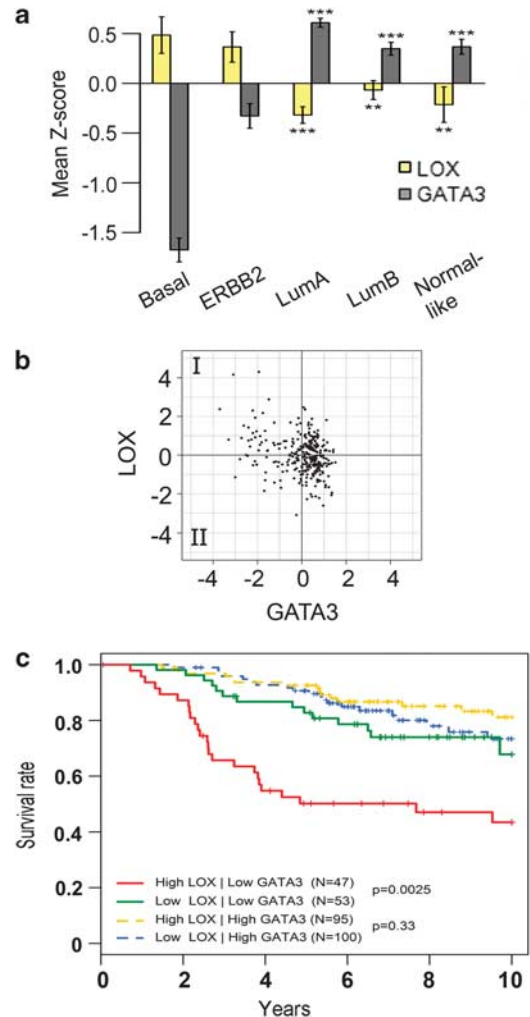 a
0.5
0.0
-0.5
-1.0
-1.5
Mean Z-score
***
***
***
***
**
**
LOX
GATA3
Basal
ERBB2
LumA
LumB
Normal-
like
b
I
4
2
0
-2
-4
II
LOX
-4 -2 0 2 4
GATA3
c
1.0
0.8
0.6
0.4
0.2
0
Survival rate
High LOX | Low GATA3 (N=47)
Low LOX | Low GATA3 (N=53)
p=0.0025
High LOX | High GATA3 (N=95)
Low LOX | High GATA3 (N=100)
p=0.33
0 2 4 6 8 10
Years